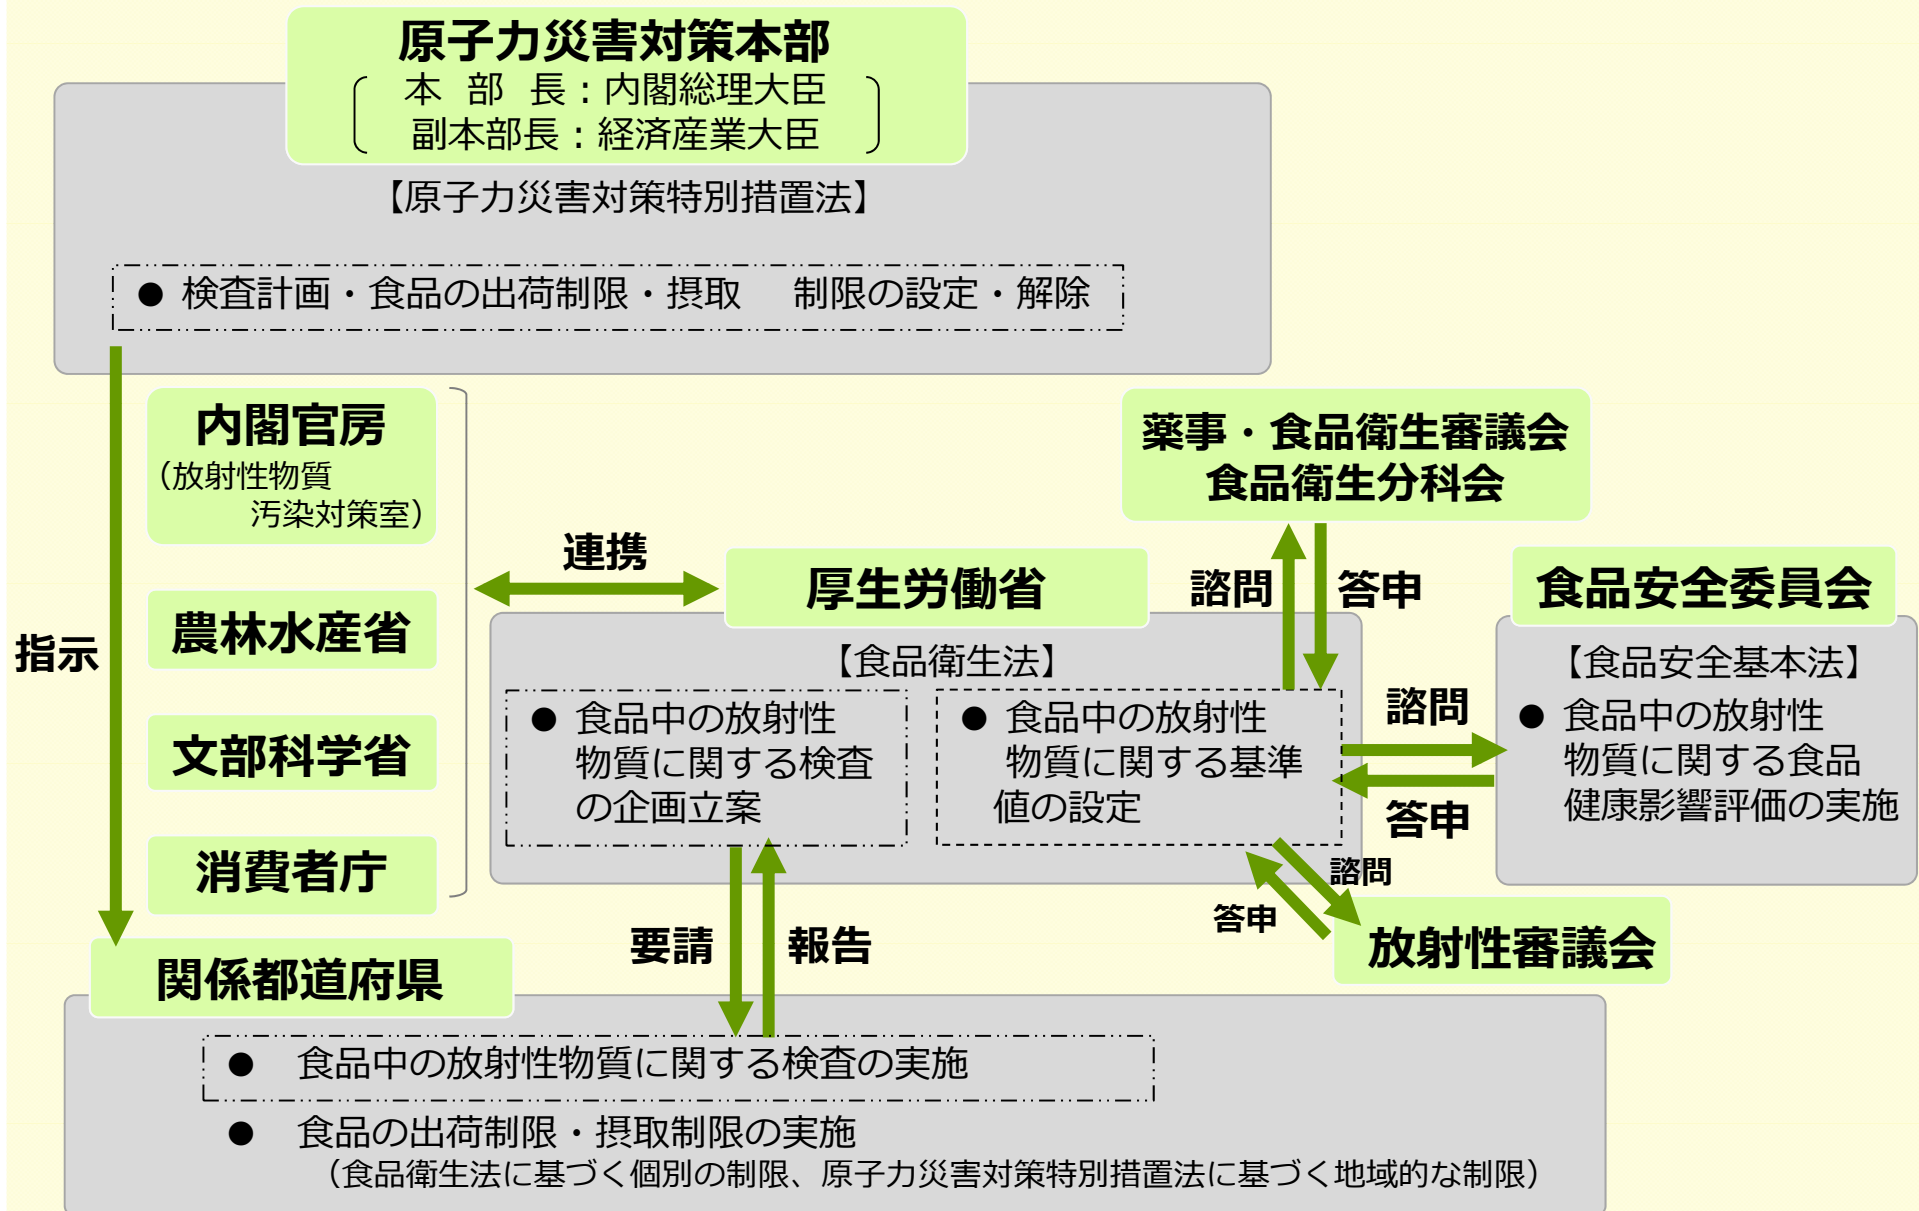 原子力災害対策本部
本 部 長：内閣総理大臣
副本部長：経済産業大臣
【原子力災害対策特別措置法】
● 検査計画・食品の出荷制限・摂取 制限の設定・解除
指示
内閣官房
（放射性物質
汚染対策室）
農林水産省
文部科学省
消費者庁
連携
厚生労働省
【食品衛生法】
● 食品中の放射性
物質に関する検査
の企画立案
● 食品中の放射性
物質に関する基準
値の設定
薬事・食品衛生審議会
食品衛生分科会
諮問
答申
食品安全委員会
【食品安全基本法】
● 食品中の放射性
物質に関する食品
健康影響評価の実施
諮問
答申
諮問
答申
放射性審議会
要請
報告
関係都道府県
● 食品中の放射性物質に関する検査の実施
● 食品の出荷制限・摂取制限の実施
（食品衛生法に基づく個別の制限、原子力災害対策特別措置法に基づく地域的な制限）